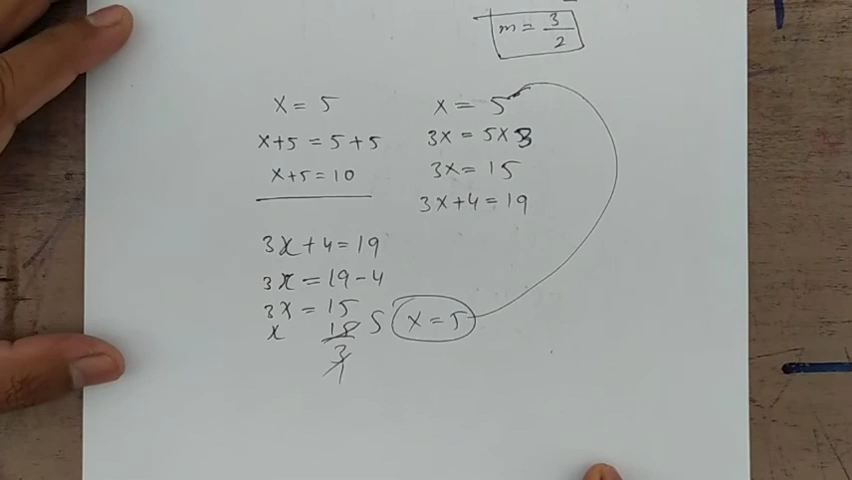 m = 3/2
x = 5
x+5 = 5+5
x+5 = 10
x = 5
3x = 5x3
3x = 15
3x+4 = 19
3x+4 = 19
3x = 19-4
3x = 15
x 15/3 5 x = 5
1